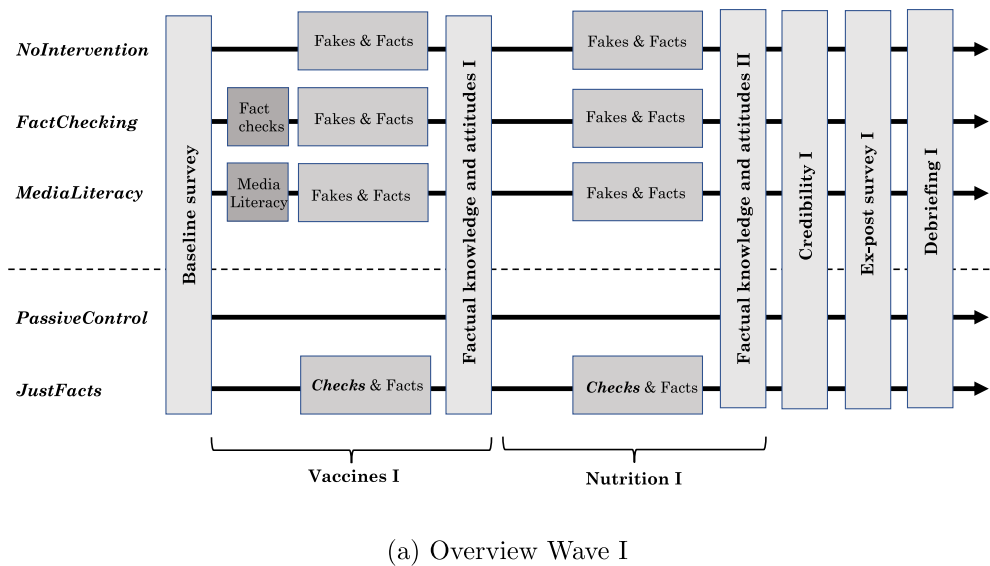 NoIntervention
Fakes & Facts
Fakes & Facts
FactChecking
Fact
checks
Fakes & Facts
Fakes & Facts
MediaLiteracy
Media
Literacy
Fakes & Facts
Fakes & Facts
Baseline survey
Factual knowledge and attitudes I
Factual knowledge and attitudes II
Credibility I
Ex-post survey I
Debriefing I
PassiveControl
JustFacts
Checks & Facts
Checks & Facts
Vaccines I
Nutrition I
(a) Overview Wave I